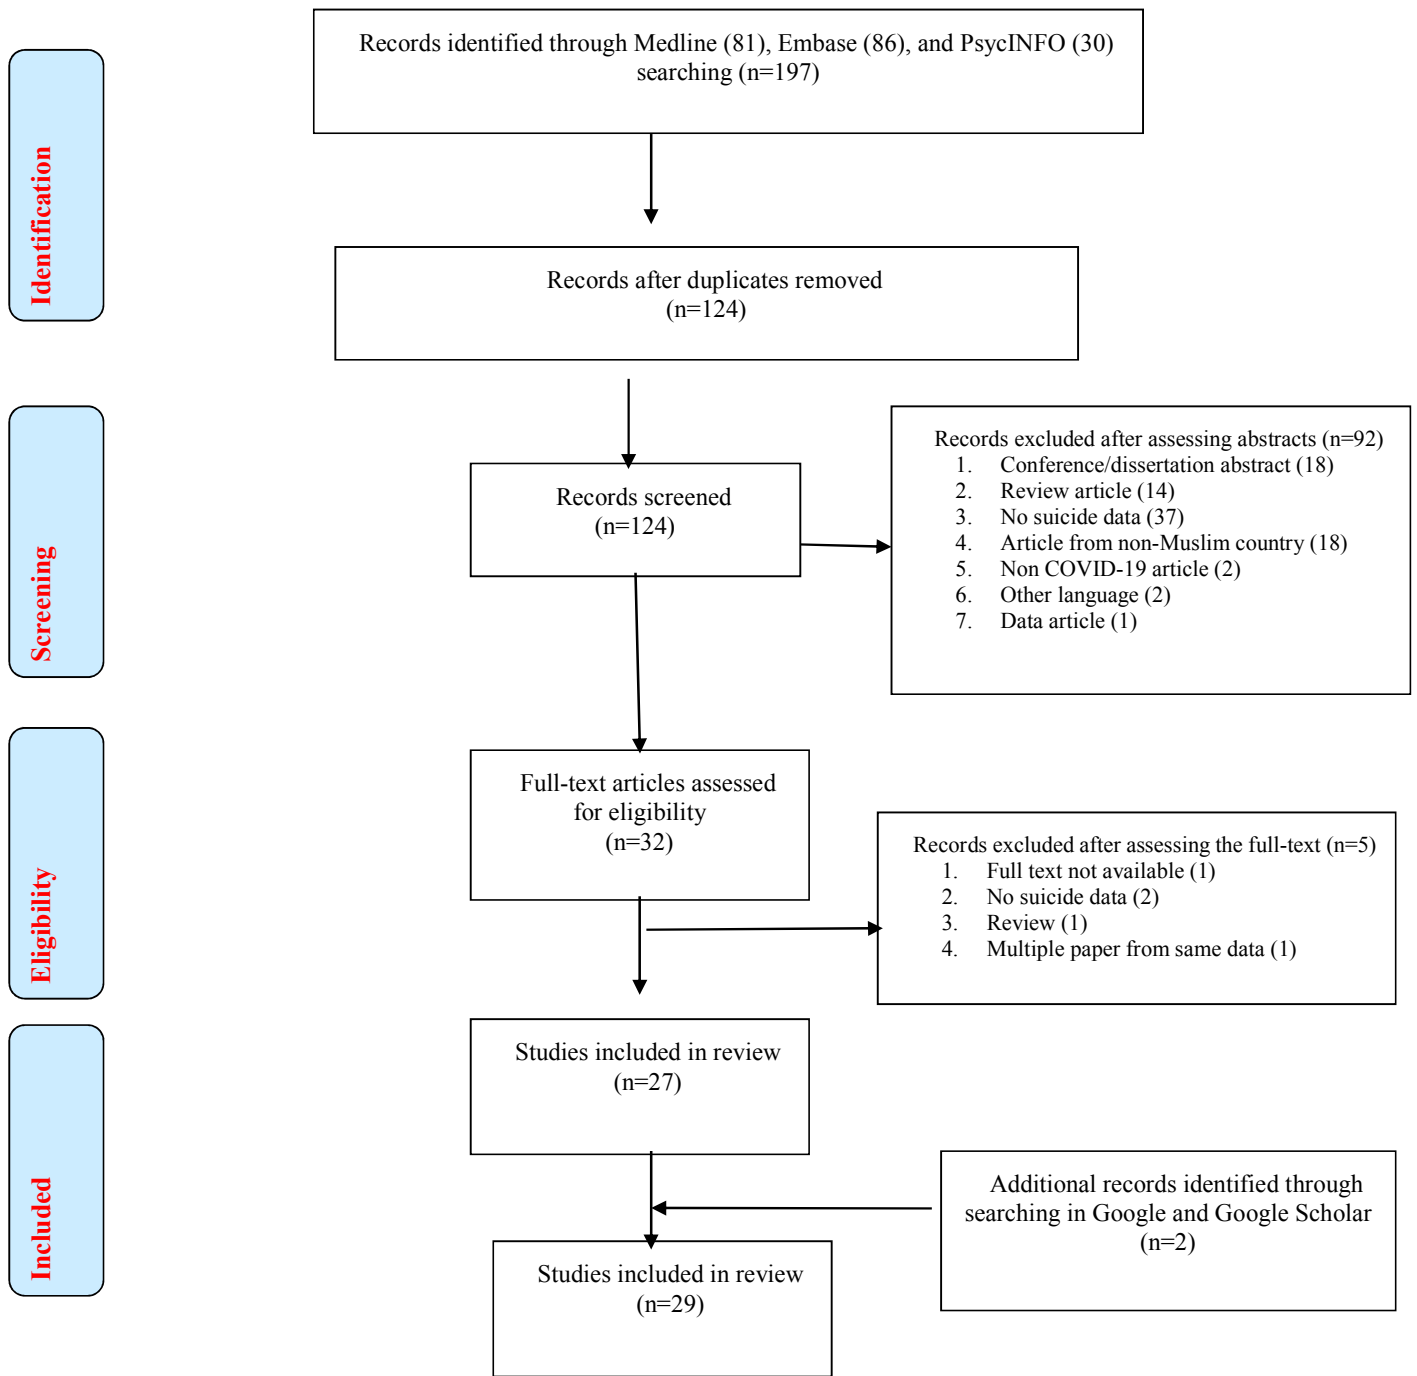 Identification
Records identified through Medline (81), Embase (86), and PsycINFO (30)
searching (n=197)
Records after duplicates removed
(n=124)
Screening
Records screened
(n=124)
Records excluded after assessing abstracts (n=92)
1. Conference/dissertation abstract (18)
2. Review article (14)
3. No suicide data (37)
4. Article from non-Muslim country (18)
5. Non COVID-19 article (2)
6. Other language (2)
7. Data article (1)
Eligibility
Full-text articles assessed
for eligibility
(n=32)
Records excluded after assessing the full-text (n=5)
1. Full text not available (1)
2. No suicide data (2)
3. Review (1)
4. Multiple paper from same data (1)
Included
Studies included in review
(n=27)
Additional records identified through
searching in Google and Google Scholar
(n=2)
Studies included in review
(n=29)